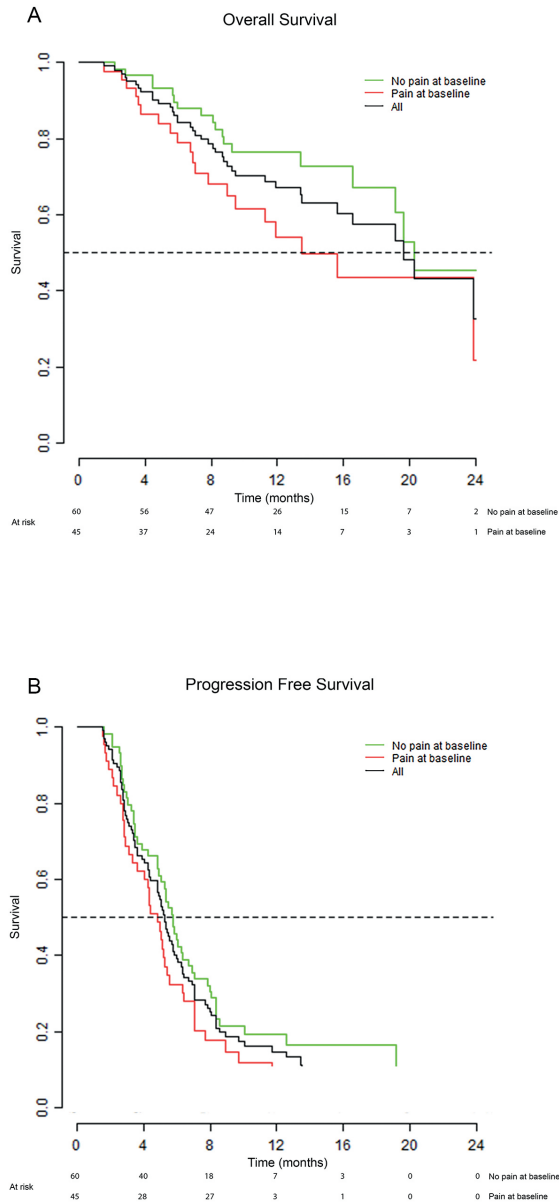 A
Overall Survival
No pain at baseline
Pain at baseline
All
1.0
0.8
0.6
0.4
0.2
0.0
Survival
0 4 8 12 16 20 24
Time (months)
At risk
60 56 47 26 15 7 2 No pain at baseline
45 37 24 14 7 3 1 Pain at baseline
B
Progression Free Survival
No pain at baseline
Pain at baseline
All
1.0
0.8
0.6
0.4
0.2
0.0
Survival
0 4 8 12 16 20 24
Time (months)
At risk
60 40 18 7 3 0 0 No pain at baseline
45 28 27 3 1 0 0 Pain at baseline